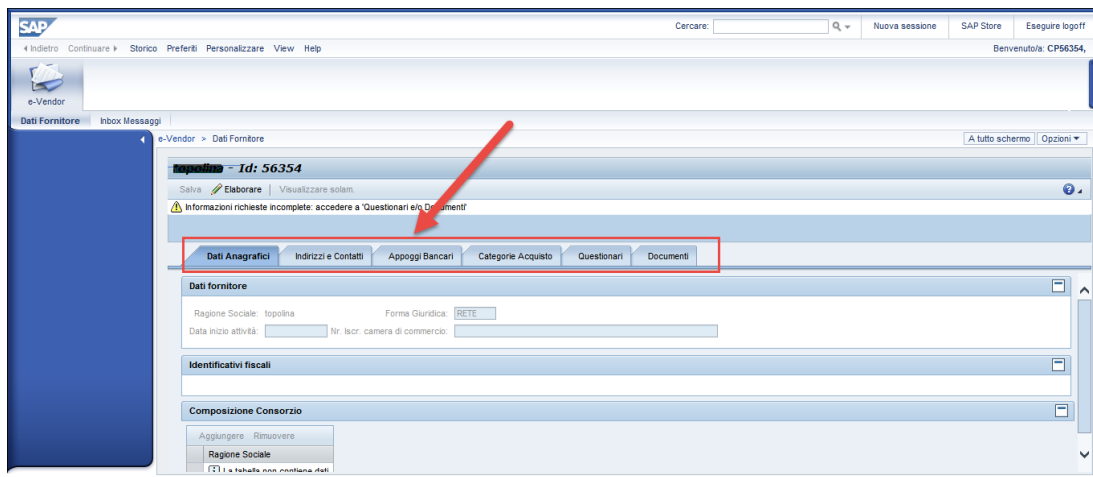 SAP
Cercare:
Nuova sessione
SAP Store
Eseguire logoff
Indietro Continuare Storico Preferiti Personalizzare View Help
Benvenuto/a: CP56354,
e-Vendor
Dati Fornitore Inbox Messaggi
e-Vendor > Dati Fornitore
A tutto schermo Opzioni
topolina - Id: 56354
Salva Elaborare Visualizzare solam.
Informazioni richieste incomplete: accedere a 'Questionari e/o Documenti'
Dati Anagrafici Indirizzi e Contatti Appoggi Bancari Categorie Acquisto Questionari Documenti
Dati fornitore
Ragione Sociale: topolina Forma Giuridica: RETE
Data inizio attività: Nr. Iscr. camera di commercio:
Identificativi fiscali
Composizione Consorzio
Aggiungere Rimuovere
Ragione Sociale
La tabella non contiene dati